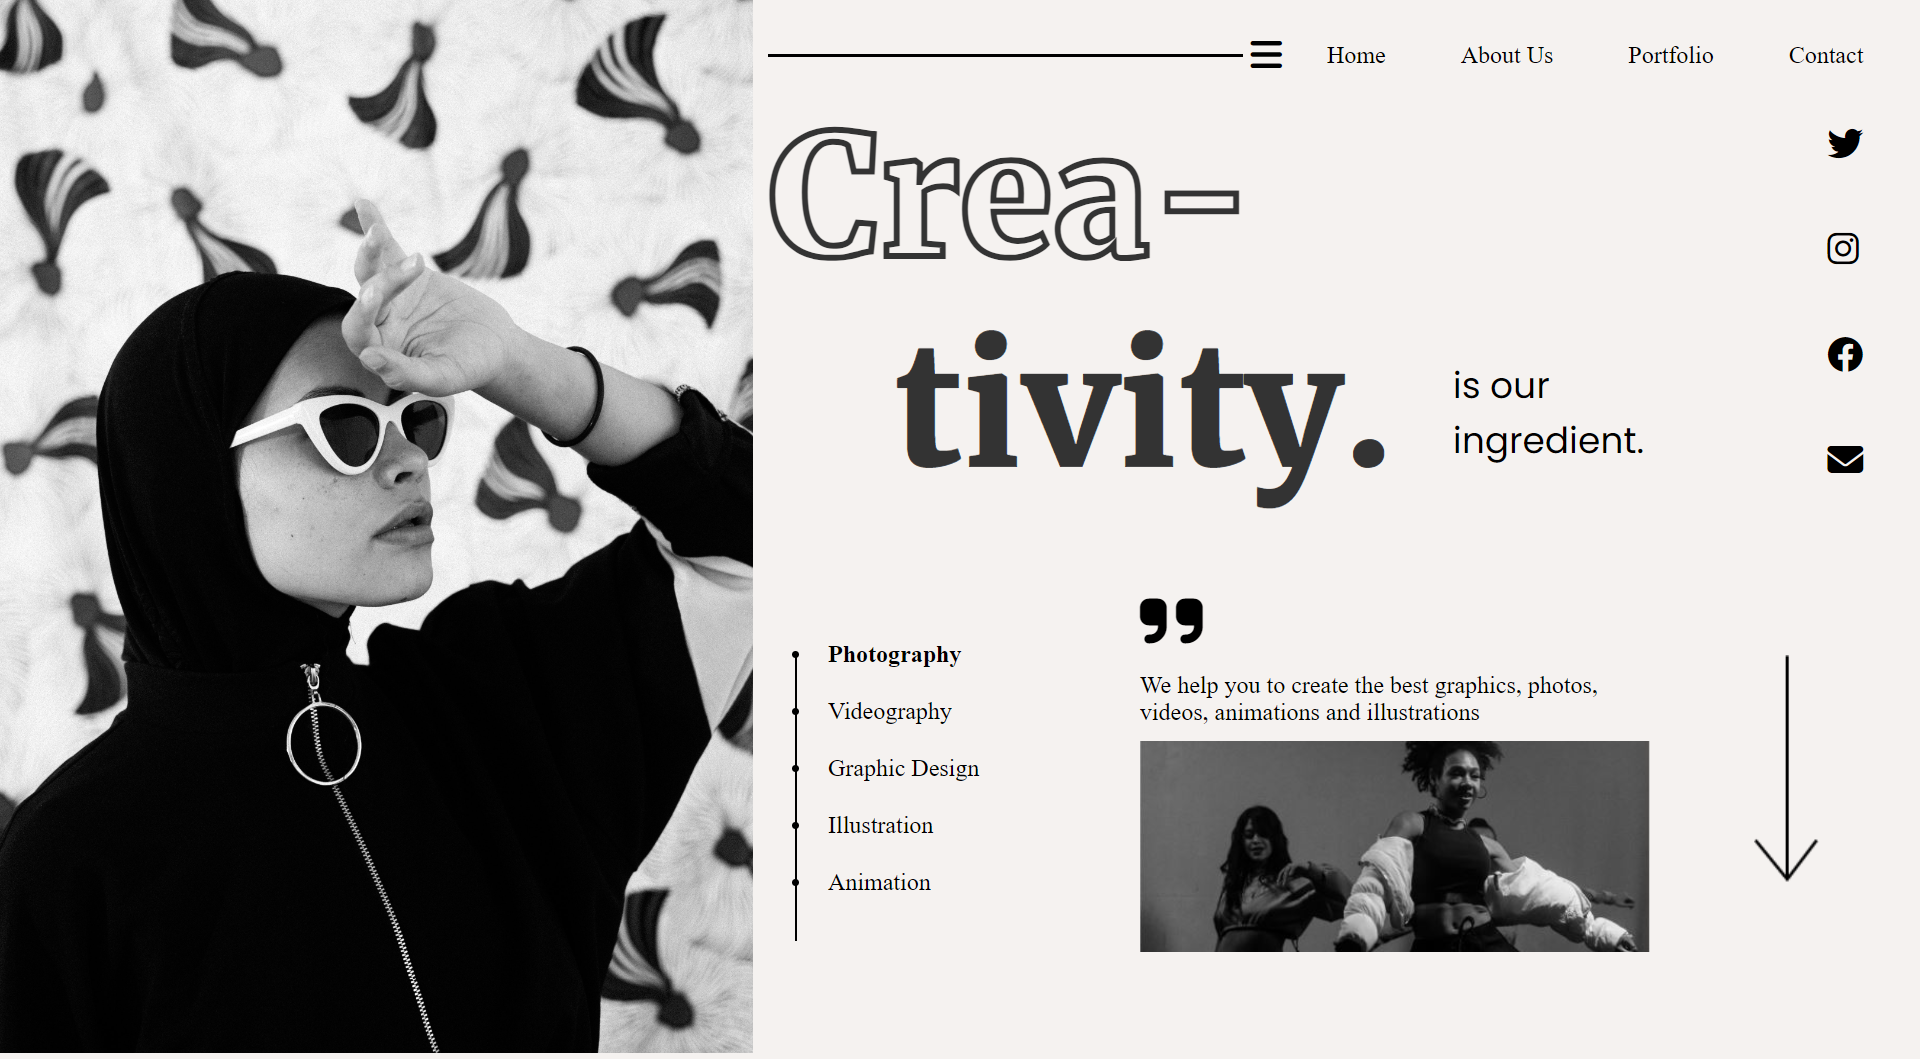 Home
About Us
Portfolio
Contact
Crea-
tivity.
is our
ingredient.
Photography
Videography
Graphic Design
Illustration
Animation
We help you to create the best graphics, photos,
videos, animations and illustrations